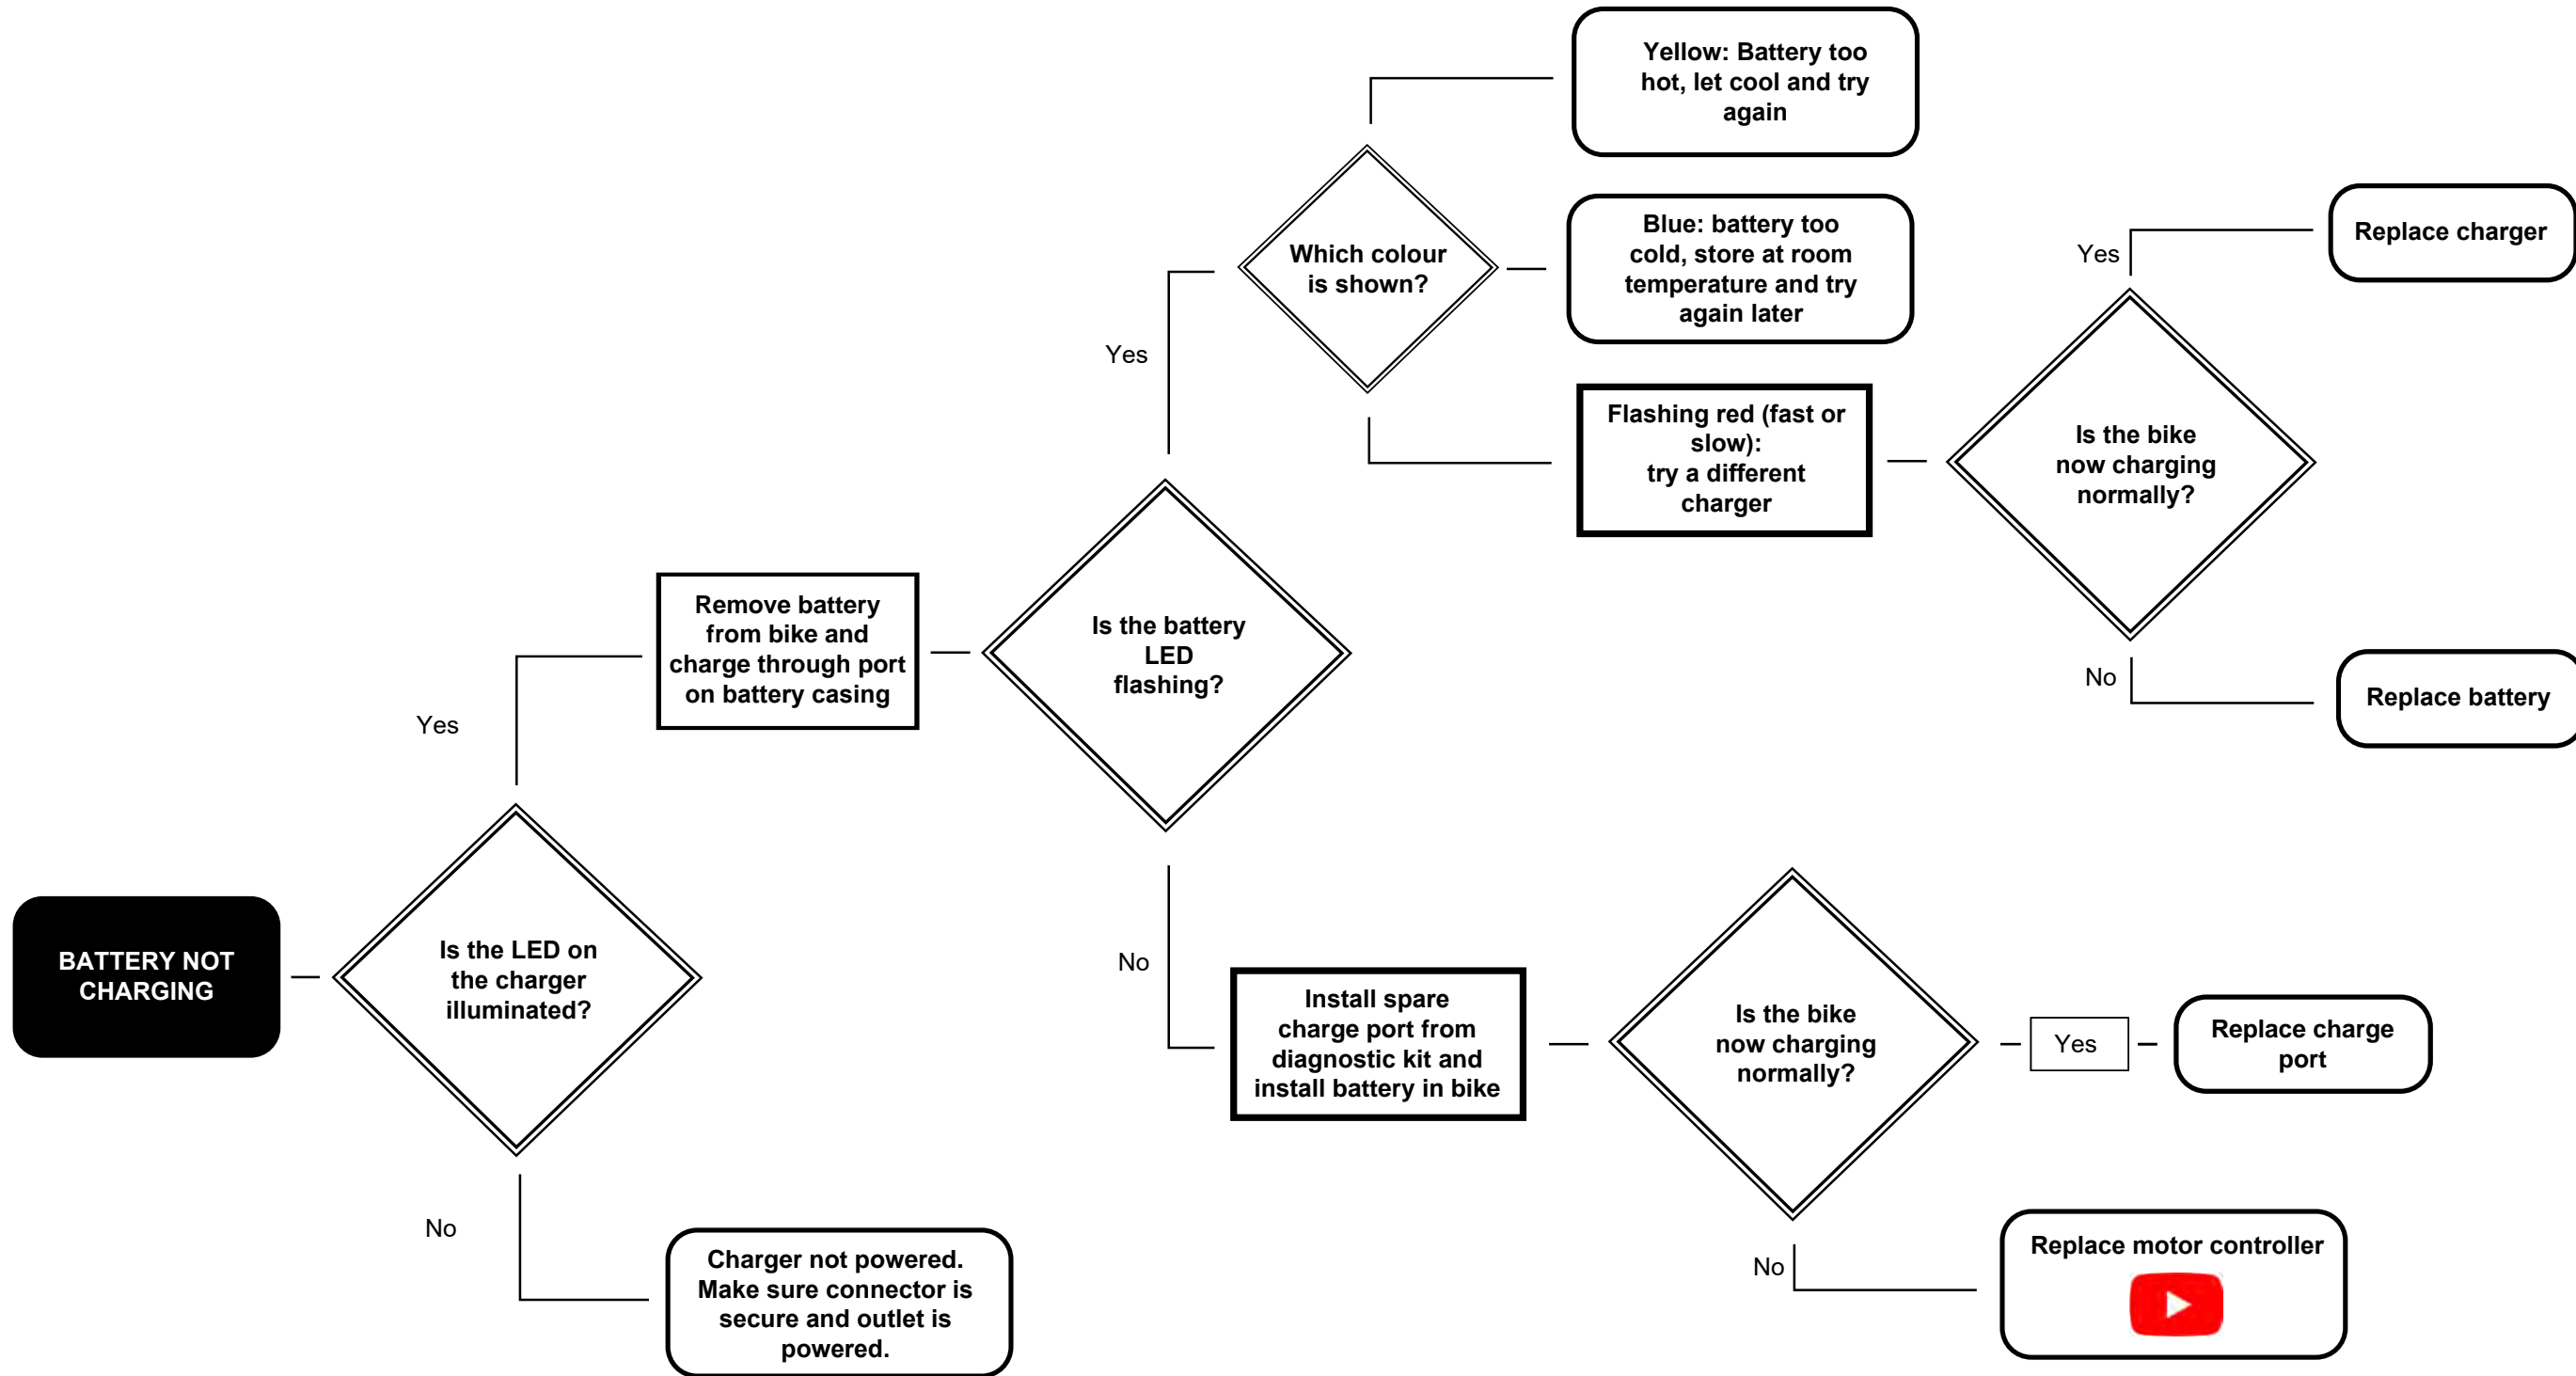 BATTERY NOT
CHARGING
Is the LED on
the charger
illuminated?
Yes
No
Charger not powered.
Make sure connector is
secure and outlet is
powered.
Remove battery
from bike and
charge through port
on battery casing
Is the battery
LED
flashing?
Yes
No
Which colour
is shown?
Yellow: Battery too
hot, let cool and try
again
Blue: battery too
cold, store at room
temperature and try
again later
Flashing red (fast or
slow):
try a different
charger
Is the bike
now charging
normally?
Yes
Replace charger
No
Replace battery
Install spare
charge port from
diagnostic kit and
install battery in bike
Is the bike
now charging
normally?
Yes
Replace charge
port
No
Replace motor controller